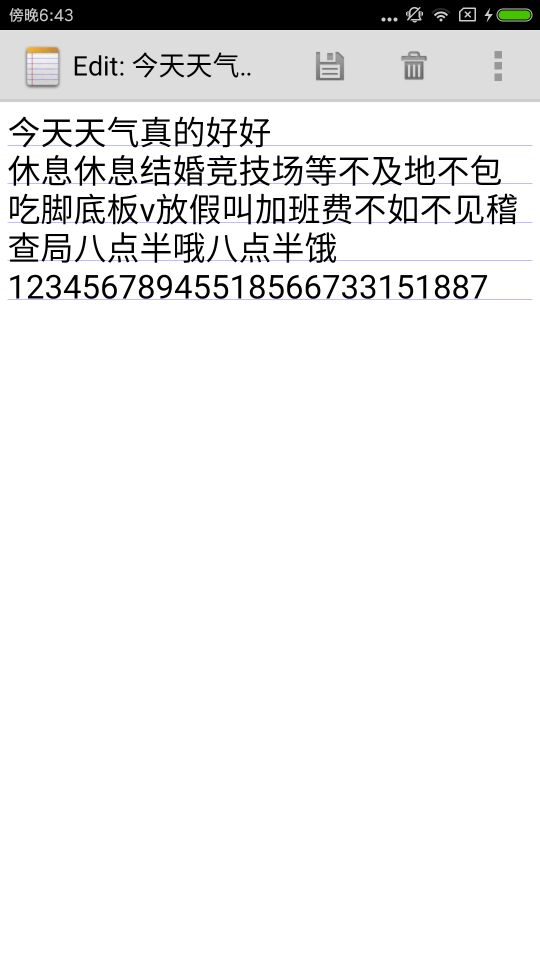 傍晚6:43
Edit: 今天天气..
今天天气真的好好
休息休息结婚竞技场等不及地不包
吃脚底板v放假叫加班费不如不见稽
查局八点半哦八点半饿
12345678945518566733151887